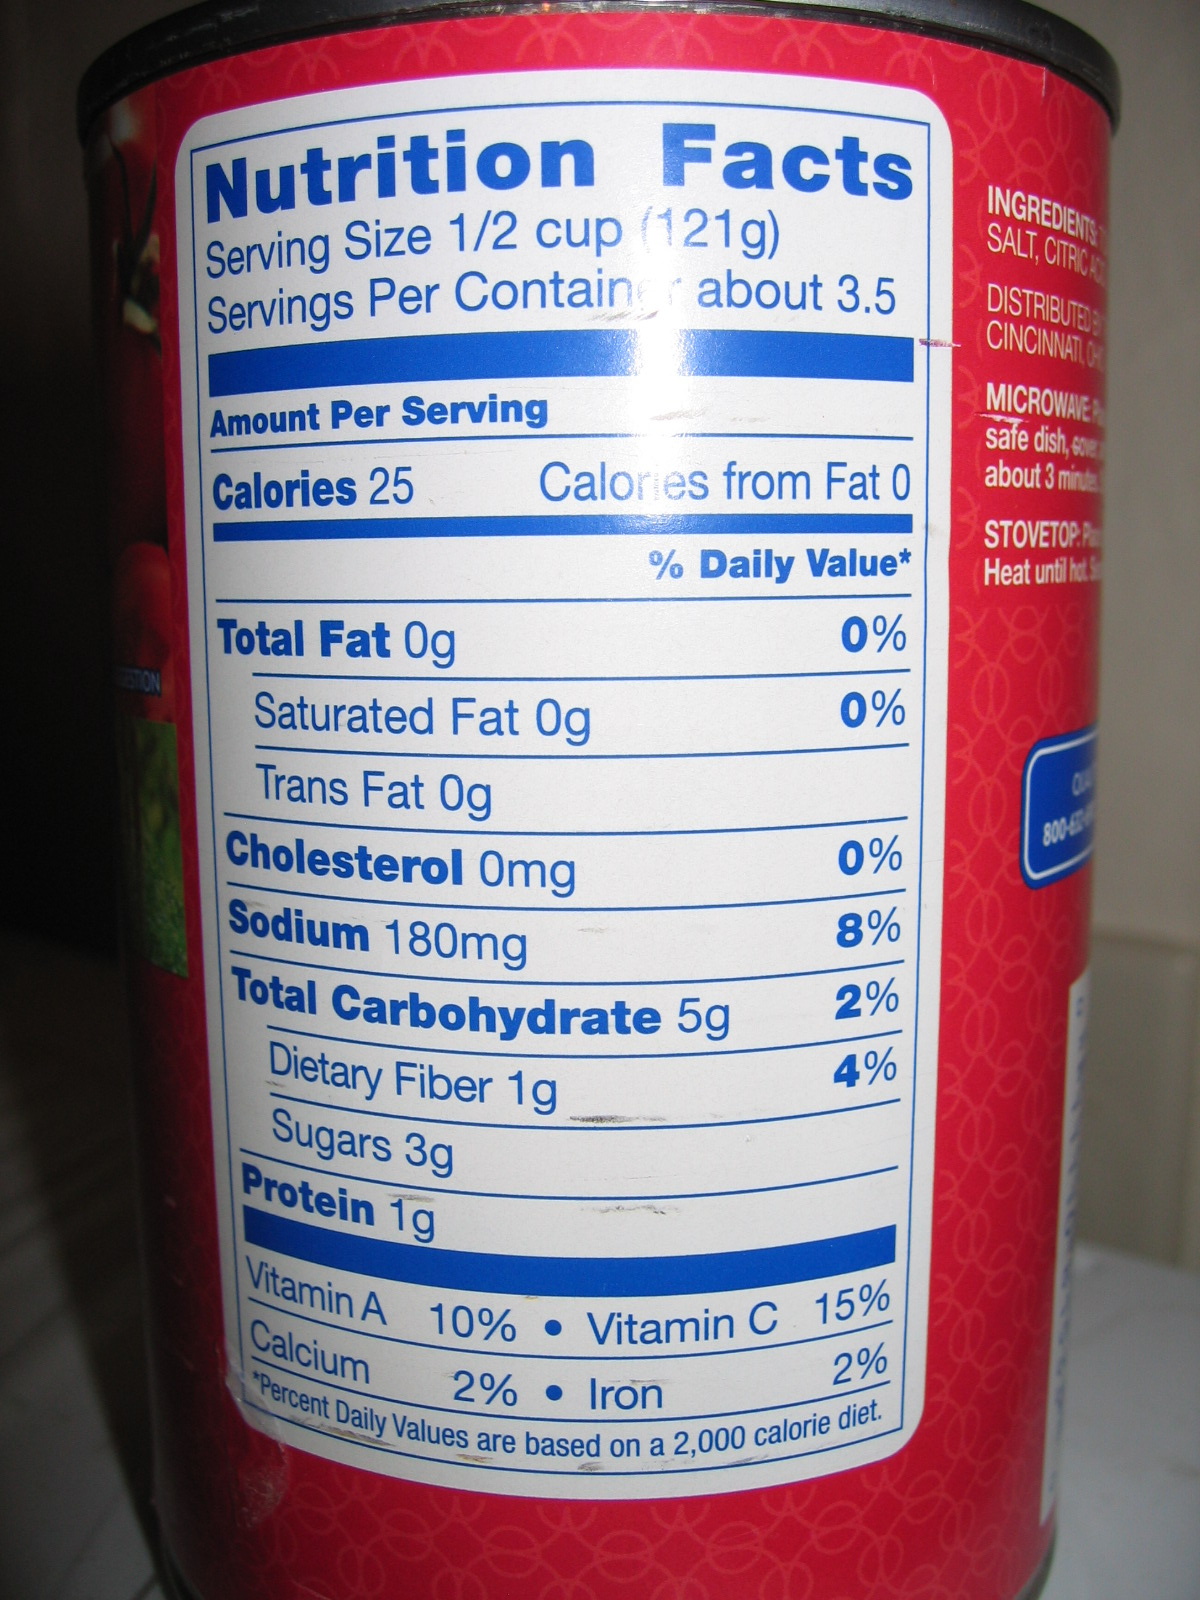 Nutrition Facts
Serving Size 1/2 cup (121g)
Servings Per Container about 3.5
Amount Per Serving
Calories 25 Calories from Fat 0
% Daily Value*
Total Fat 0g 0%
Saturated Fat 0g 0%
Trans Fat 0g
Cholesterol 0mg 0%
Sodium 180mg 8%
Total Carbohydrate 5g 2%
Dietary Fiber 1g 4%
Sugars 3g
Protein 1g
Vitamin A 10% • Vitamin C 15%
Calcium 2% • Iron 2%
*Percent Daily Values are based on a 2,000 calorie diet.
INGREDIENTS:
SALT, CITRIC
DISTRIBUTED
CINCINNATI,
MICROWAVE:
safe dish, cover
about 3 minutes
STOVETOP:
Heat until hot.
800-